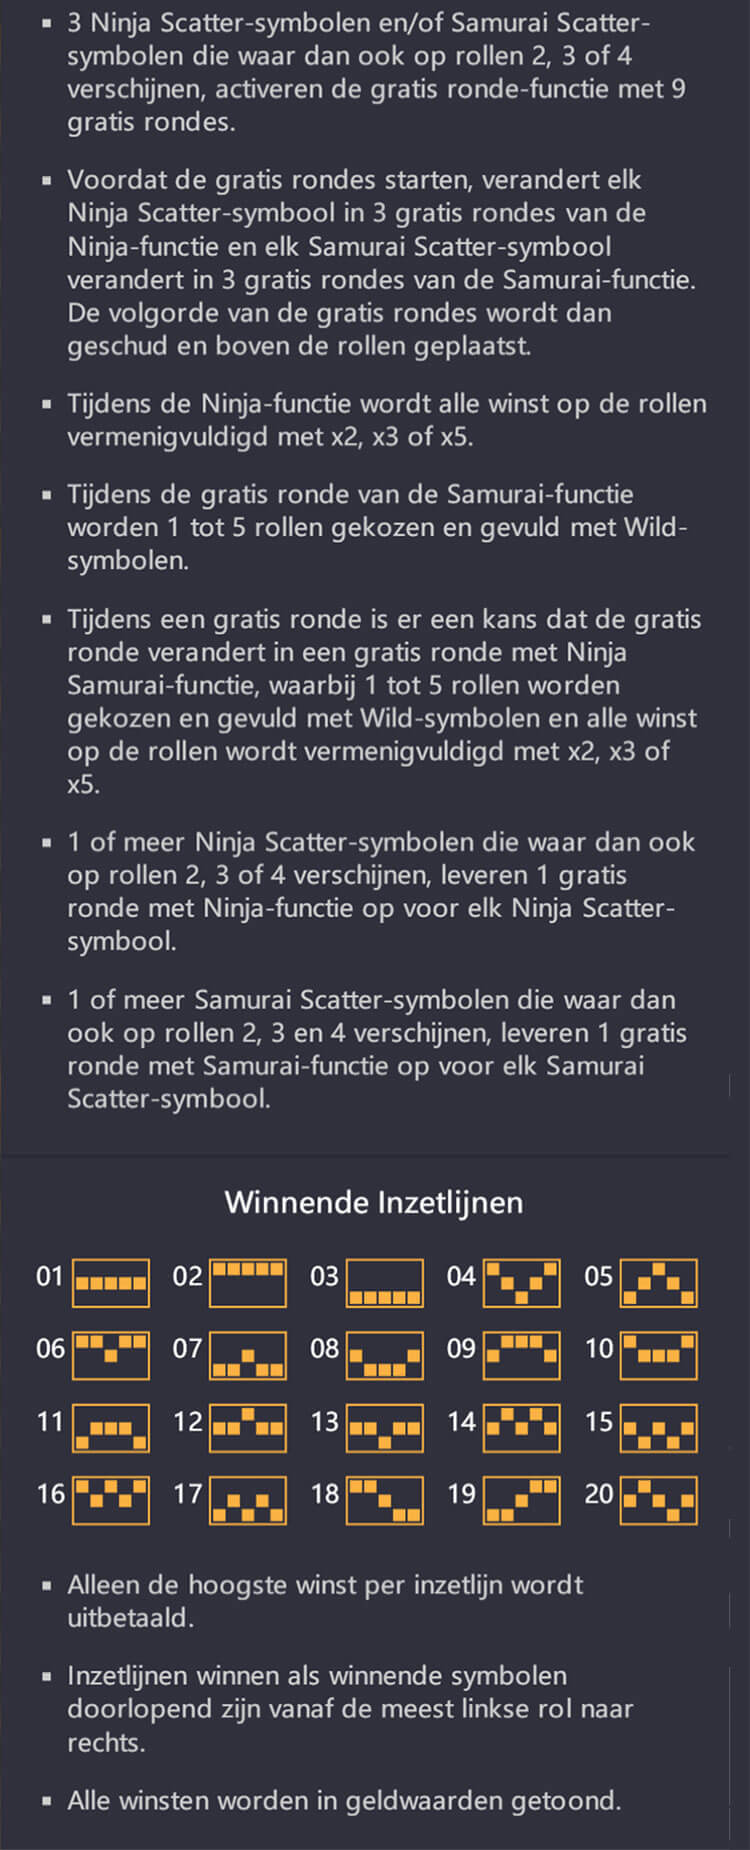 ▪ 3 Ninja Scatter-symbolen en/of Samurai Scatter-
symbolen die waar dan ook op rollen 2, 3 of 4
verschijnen, activeren de gratis ronde-functie met 9
gratis rondes.
▪ Voordat de gratis rondes starten, verandert elk
Ninja Scatter-symbool in 3 gratis rondes van de
Ninja-functie en elk Samurai Scatter-symbool
verandert in 3 gratis rondes van de Samurai-functie.
De volgorde van de gratis rondes wordt dan
geschud en boven de rollen geplaatst.
▪ Tijdens de Ninja-functie wordt alle winst op de rollen
vermenigvuldigd met x2, x3 of x5.
▪ Tijdens de gratis ronde van de Samurai-functie
worden 1 tot 5 rollen gekozen en gevuld met Wild-
symbolen.
▪ Tijdens een gratis ronde is er een kans dat de gratis
ronde verandert in een gratis ronde met Ninja
Samurai-functie, waarbij 1 tot 5 rollen worden
gekozen en gevuld met Wild-symbolen en alle winst
op de rollen wordt vermenigvuldigd met x2, x3 of
x5.
▪ 1 of meer Ninja Scatter-symbolen die waar dan ook
op rollen 2, 3 of 4 verschijnen, leveren 1 gratis
ronde met Ninja-functie op voor elk Ninja Scatter-
symbool.
▪ 1 of meer Samurai Scatter-symbolen die waar dan
ook op rollen 2, 3 en 4 verschijnen, leveren 1 gratis
ronde met Samurai-functie op voor elk Samurai
Scatter-symbool.
Winnende Inzetlijnen
01 02 03 04 05
06 07 08 09 10
11 12 13 14 15
16 17 18 19 20
▪ Alleen de hoogste winst per inzetlijn wordt
uitbetaald.
▪ Inzetlijnen winnen als winnende symbolen
doorlopend zijn vanaf de meest linkse rol naar
rechts.
▪ Alle winsten worden in geldwaarden getoond.